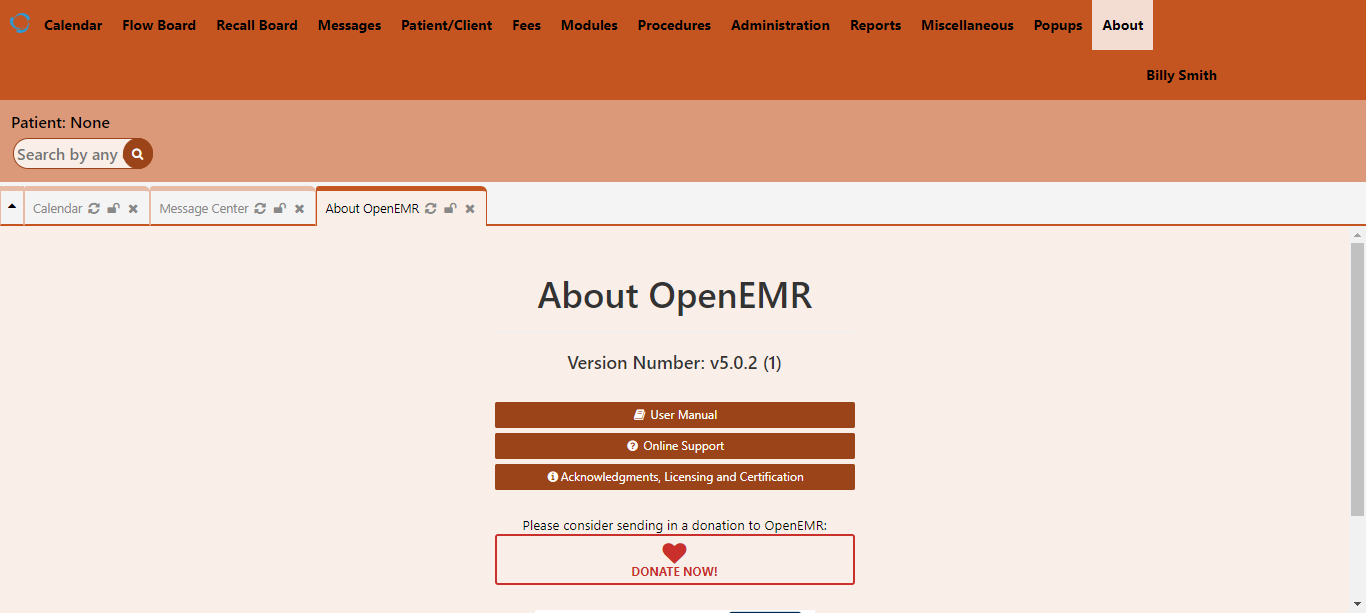 Calendar Flow Board Recall Board Messages Patient/Client Fees Modules Procedures Administration Reports Miscellaneous Popups About
Billy Smith
Patient: None
Search by any
Calendar Message Center About OpenEMR
About OpenEMR
Version Number: v5.0.2 (1)
User Manual
Online Support
Acknowledgments, Licensing and Certification
Please consider sending in a donation to OpenEMR:
DONATE NOW!